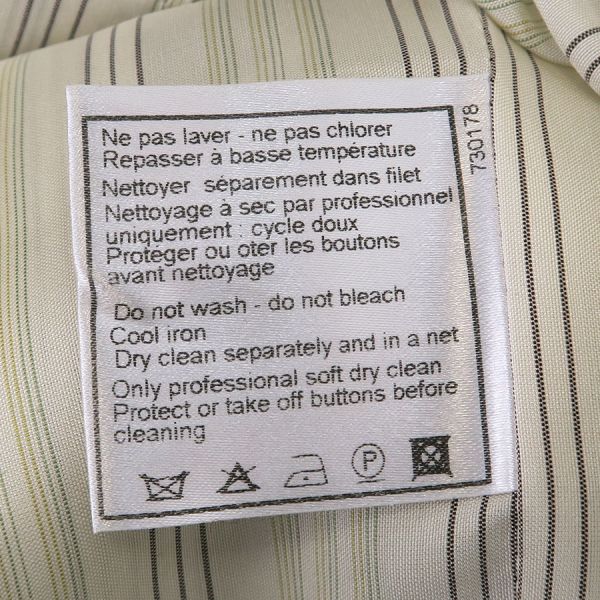 Ne pas laver - ne pas chlorer
Repasser à basse température
Nettoyer séparement dans filet
Nettoyage à sec par professionnel
uniquement : cycle doux
Protéger ou oter les boutons
avant nettoyage
Do not wash - do not bleach
Cool iron
Dry clean separately and in a net
Only professional soft dry clean
Protect or take off buttons before
cleaning
P
730178